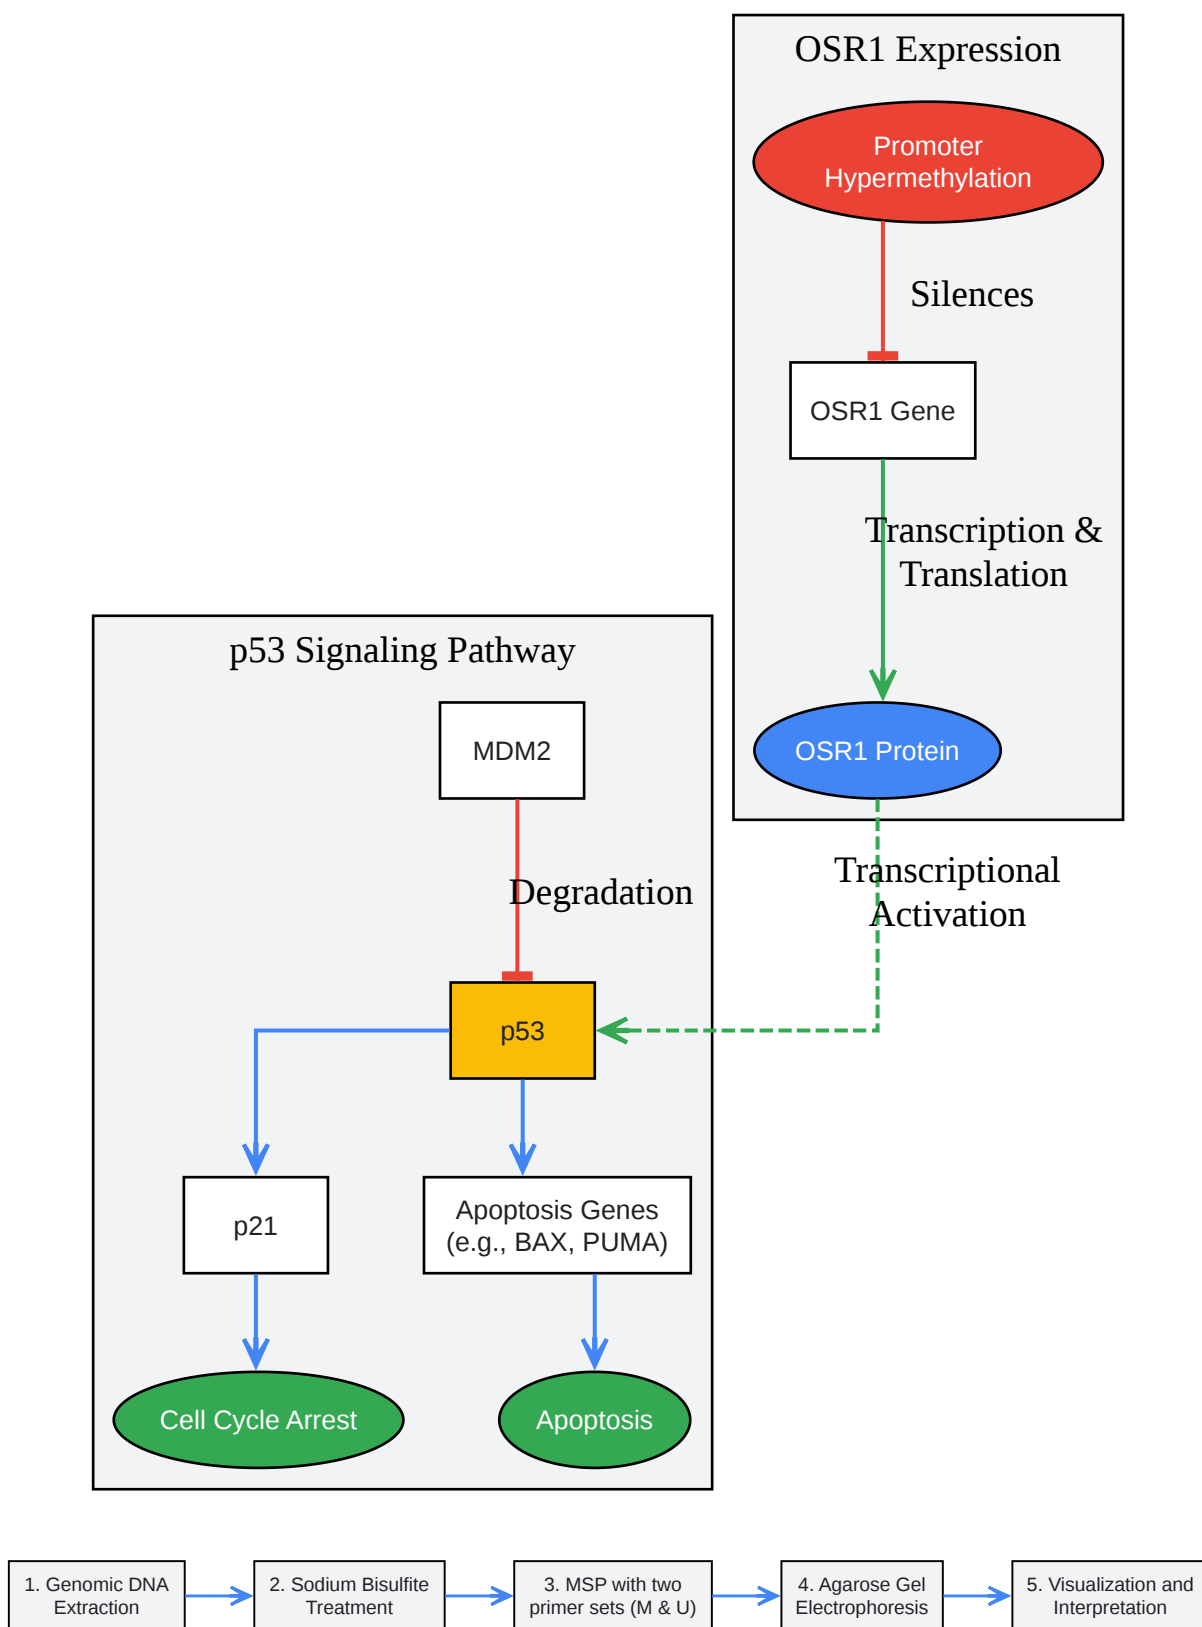 OSR1 Expression
Promoter
Hypermethylation
Silences
OSR1 Gene
Transcription &
Translation
OSR1 Protein
Transcriptional
Activation
p53 Signaling Pathway
MDM2
Degradation
p53
p21
Apoptosis Genes
(e.g., BAX, PUMA)
Cell Cycle Arrest
Apoptosis
1. Genomic DNA
Extraction
2. Sodium Bisulfite
Treatment
3. MSP with two
primer sets (M & U)
4. Agarose Gel
Electrophoresis
5. Visualization and
Interpretation